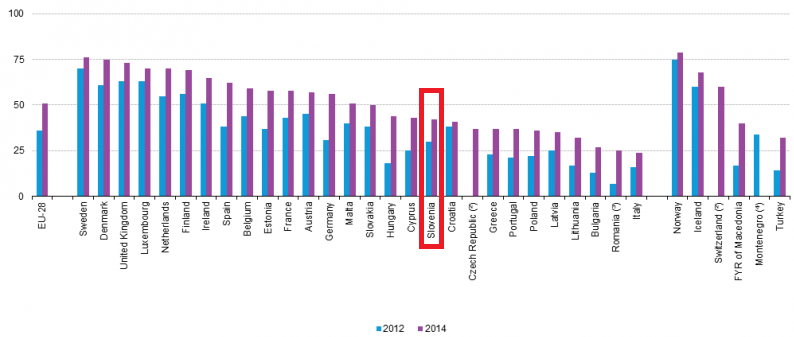 100
75
50
25
0
EU-28
Sweden
Denmark
United Kingdom
Luxembourg
Netherlands
Finland
Ireland
Spain
Belgium
Estonia
France
Austria
Germany
Malta
Slovakia
Hungary
Cyprus
Slovenia
Croatia
Czech Republic (²)
Greece
Portugal
Poland
Latvia
Lithuania
Bulgaria
Romania (³)
Italy
Norway
Iceland
Switzerland (²)
FYR of Macedonia
Montenegro (⁴)
Turkey
2012 2014